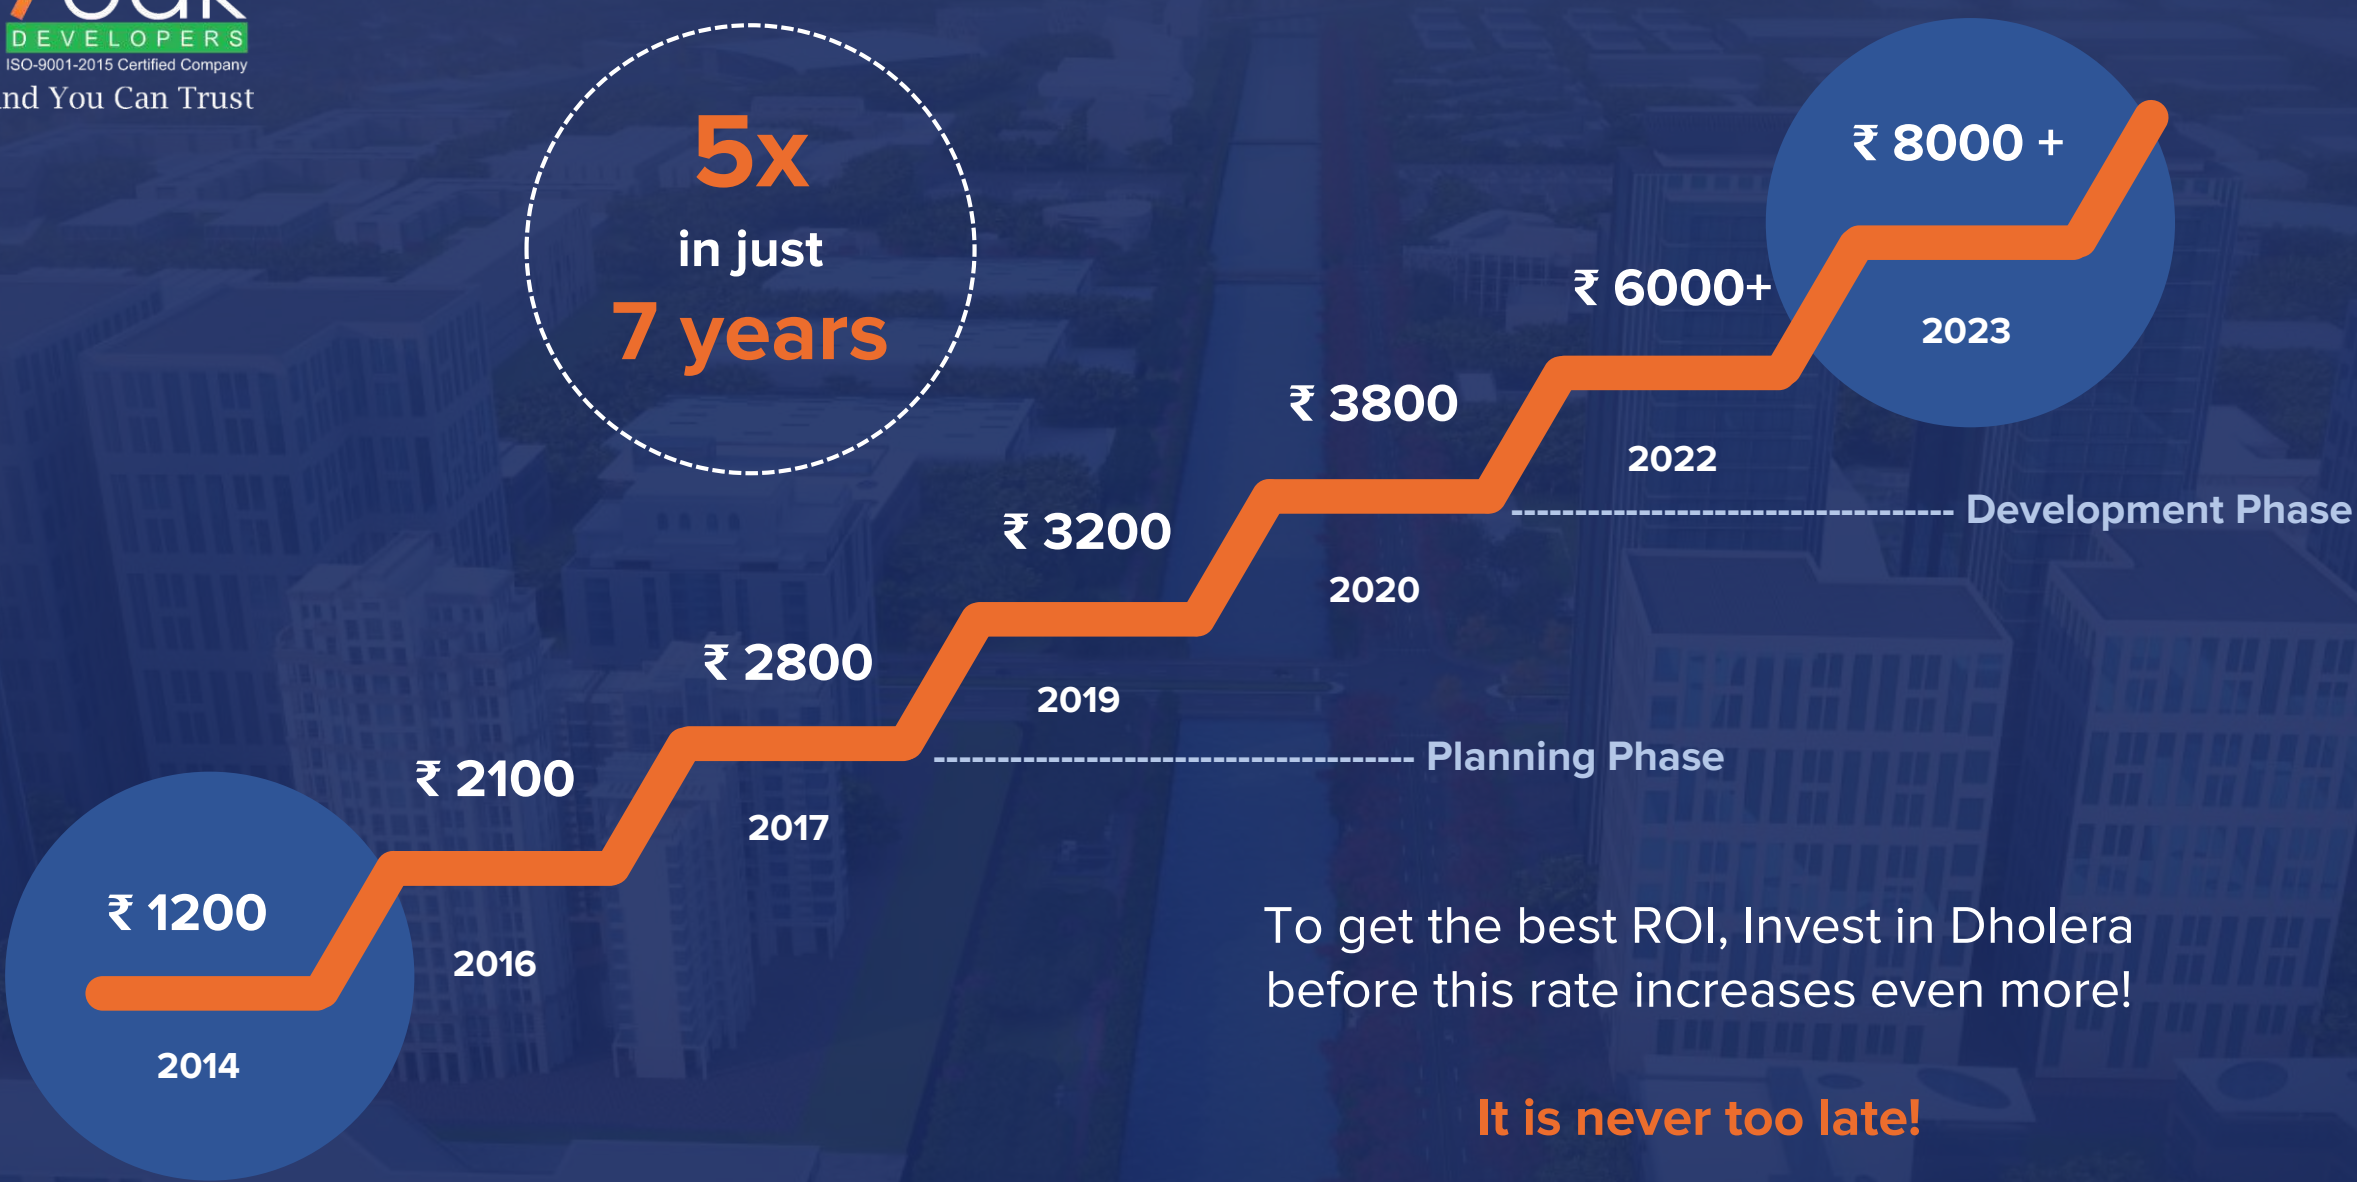 DEVELOPERS
ISO-9001-2015 Certified Company
You Can Trust
5x
in just
7 years
₹ 8000 +
2023
₹ 6000+
2022
Development Phase
₹ 3800
2020
₹ 3200
2019
Planning Phase
₹ 2800
2017
₹ 2100
2016
₹ 1200
2014
To get the best ROI, Invest in Dholera
before this rate increases even more!
It is never too late!